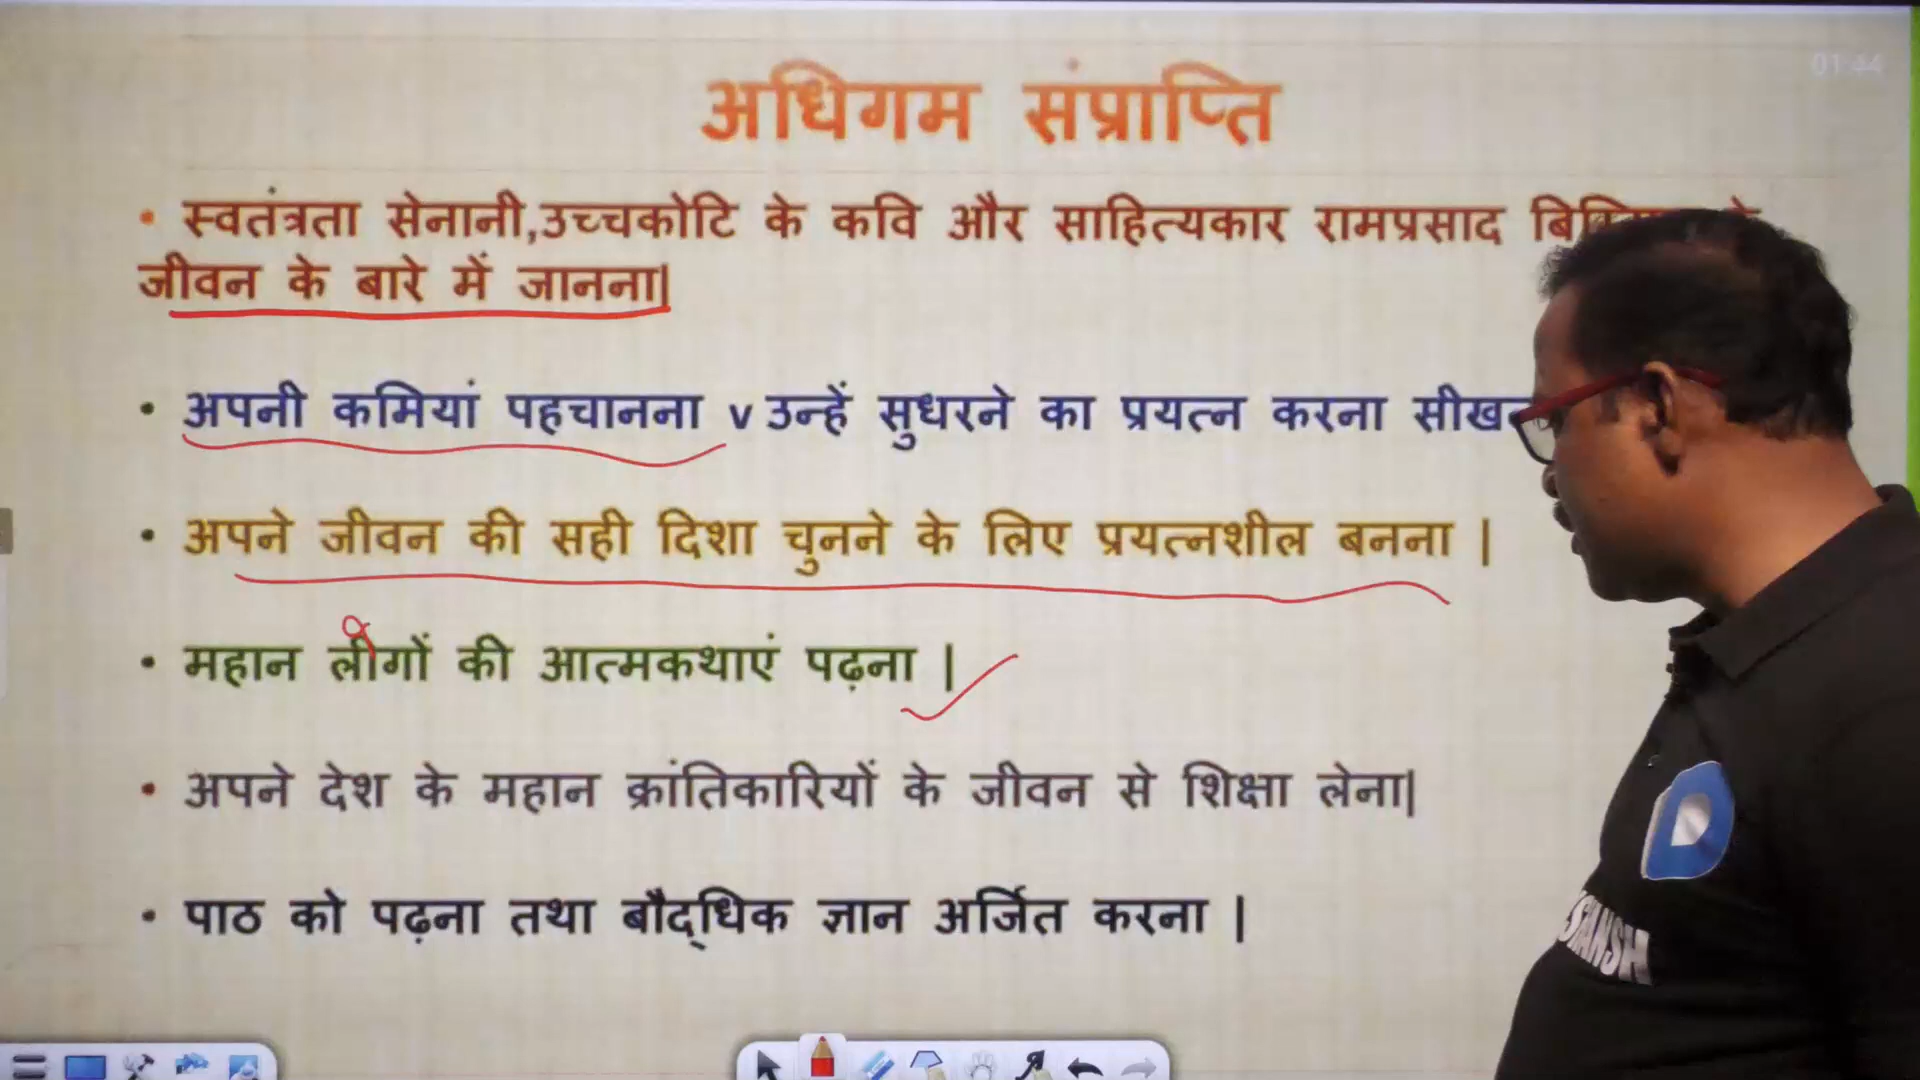 01:44
अधिगम संप्राप्ति
• स्वतंत्रता सेनानी,उच्चकोटि के कवि और साहित्यकार रामप्रसाद
जीवन के बारे में जानना|
• अपनी कमियां पहचानना v उन्हें सुधरने का प्रयत्न करना
• अपने जीवन की सही दिशा चुनने के लिए प्रयत्नशील बनना |
• महान लोगों की आत्मकथाएं पढ़ना |
• अपने देश के महान क्रांतिकारियों के जीवन से शिक्षा लेना|
• पाठ को पढ़ना तथा बौद्धिक ज्ञान अर्जित करना |